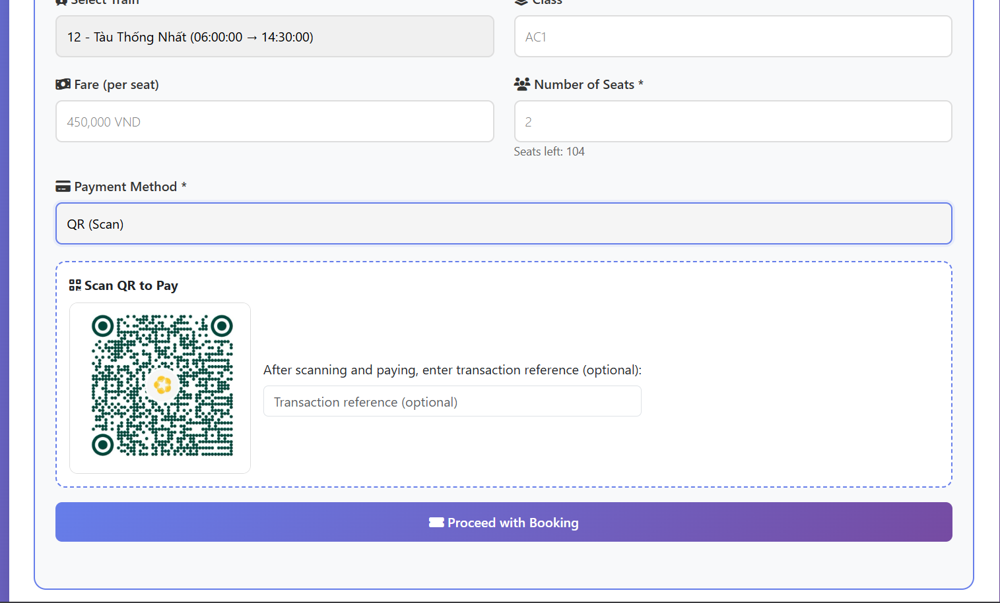 Select Train
Class
12 - Tàu Thống Nhất (06:00:00 → 14:30:00)
AC1
Fare (per seat)
Number of Seats *
450,000 VND
2
Seats left: 104
Payment Method *
QR (Scan)
Scan QR to Pay
After scanning and paying, enter transaction reference (optional):
Transaction reference (optional)
Proceed with Booking